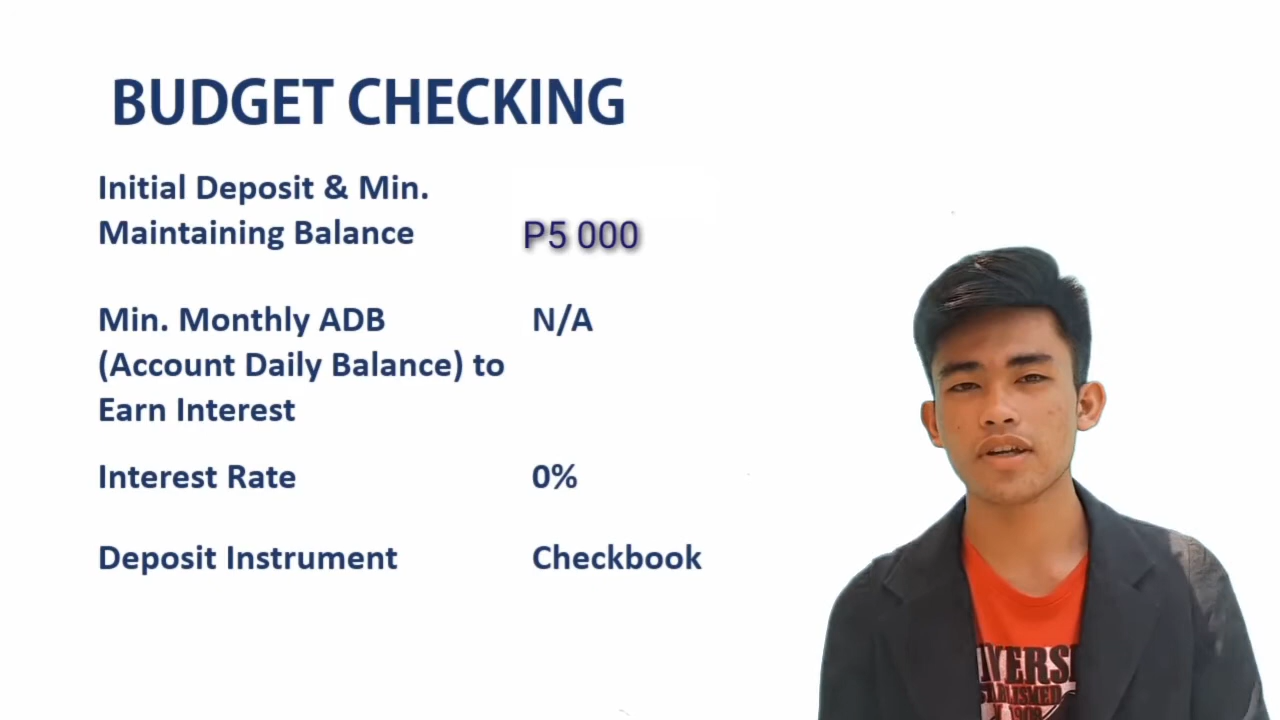 BUDGET CHECKING
Initial Deposit & Min.
Maintaining Balance P5 000
Min. Monthly ADB N/A
(Account Daily Balance) to
Earn Interest
Interest Rate 0%
Deposit Instrument Checkbook